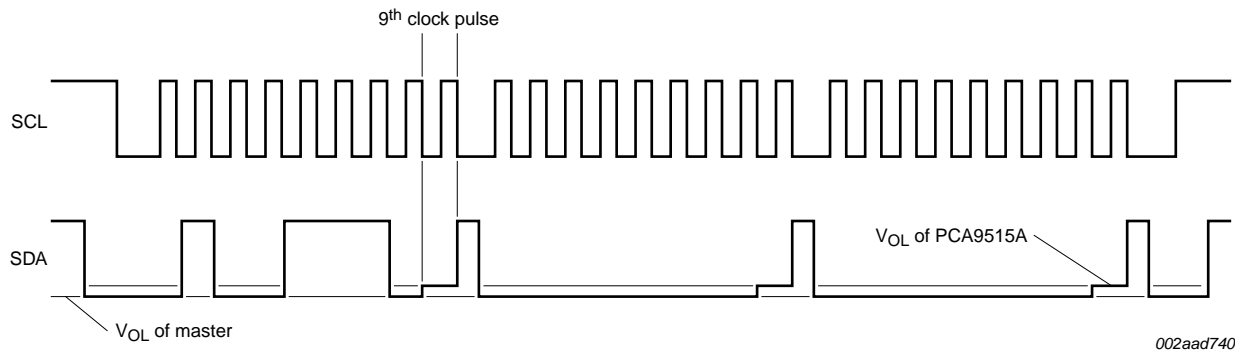 9th clock pulse
SCL
SDA
VOL of PCA9515A
VOL of master
002aad740